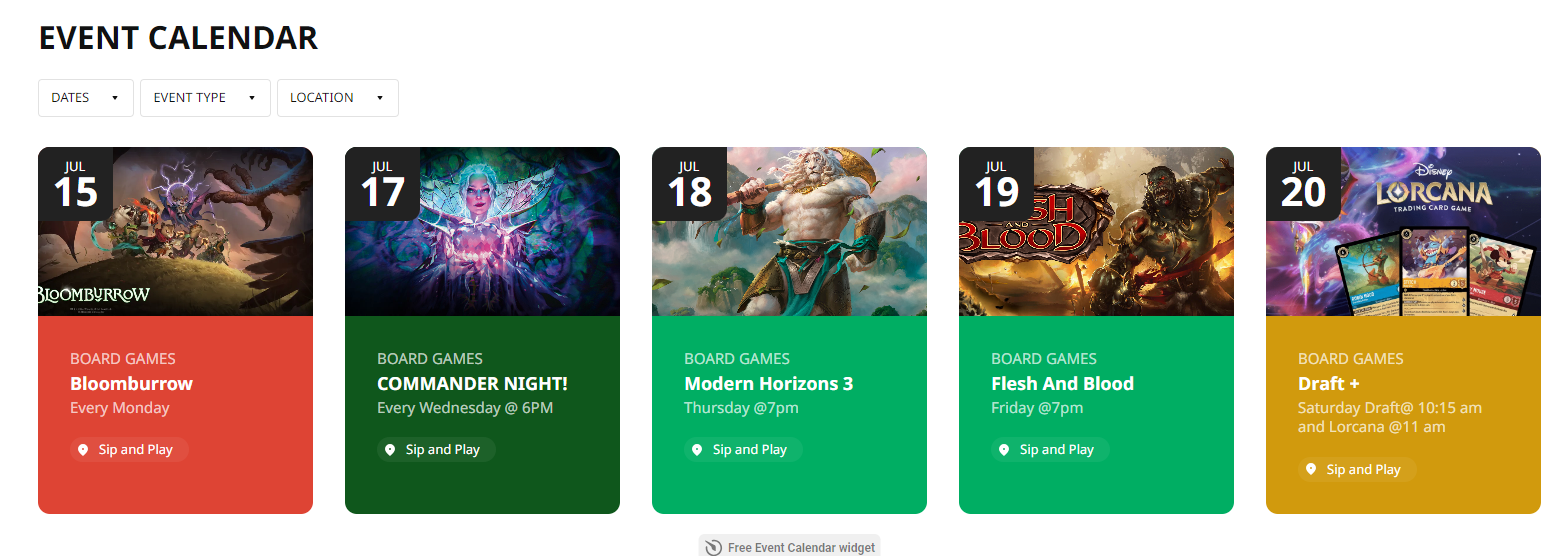 EVENT CALENDAR
DATES
EVENT TYPE
LOCATION
JUL
15
BLOOMBURROW
BOARD GAMES
Bloomburrow
Every Monday
Sip and Play
JUL
17
BOARD GAMES
COMMANDER NIGHT!
Every Wednesday @ 6PM
Sip and Play
JUL
18
BOARD GAMES
Modern Horizons 3
Thursday @7pm
Sip and Play
JUL
19
SH
AND
BLOOD
BOARD GAMES
Flesh And Blood
Friday @7pm
Sip and Play
JUL
20
Disney
LORCANA
TRADING CARD GAME
BOARD GAMES
Draft +
Saturday Draft@ 10:15 am
and Lorcana @11 am
Sip and Play
Free Event Calendar widget